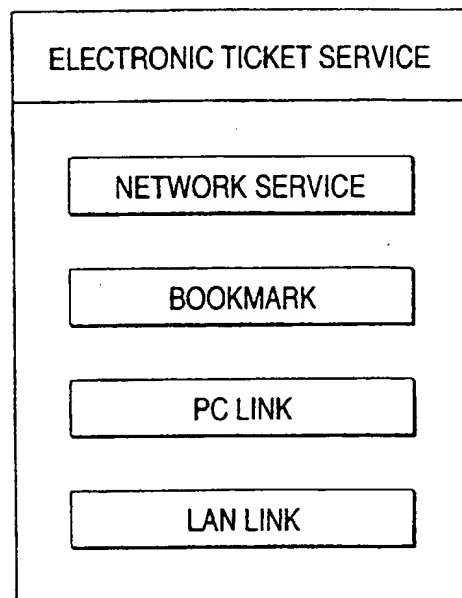 ELECTRONIC TICKET SERVICE
NETWORK SERVICE
BOOKMARK
PC LINK
LAN LINK